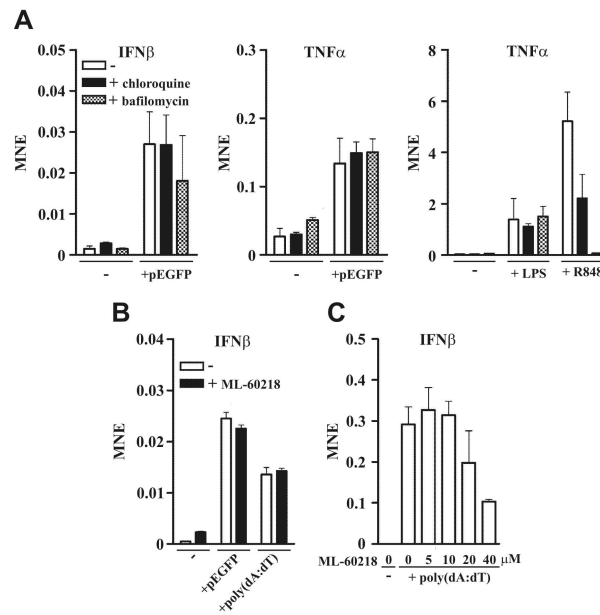 A
IFNβ
MNE
0.05
0.04
0.03
0.02
0.01
0
-
+ chloroquine
+ bafilomycin
-
+pEGFP
TNFα
MNE
0.3
0.2
0.1
0.0
-
+pEGFP
TNFα
MNE
8
6
4
2
0
-
+ LPS
+ R848
B
IFNβ
MNE
0.04
0.03
0.02
0.01
0
-
+ ML-60218
-
+pEGFP
+poly(dA:dT)
C
IFNβ
MNE
0.5
0.4
0.3
0.2
0.1
0
ML-60218 0 0 5 10 20 40 μM
- + poly(dA:dT)